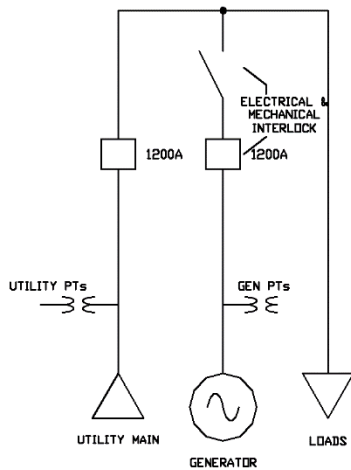 ELECTRICAL &
MECHANICAL
INTERLOCK
1200A
1200A
UTILITY PTs
GEN PTs
UTILITY MAIN
GENERATOR
LOADS